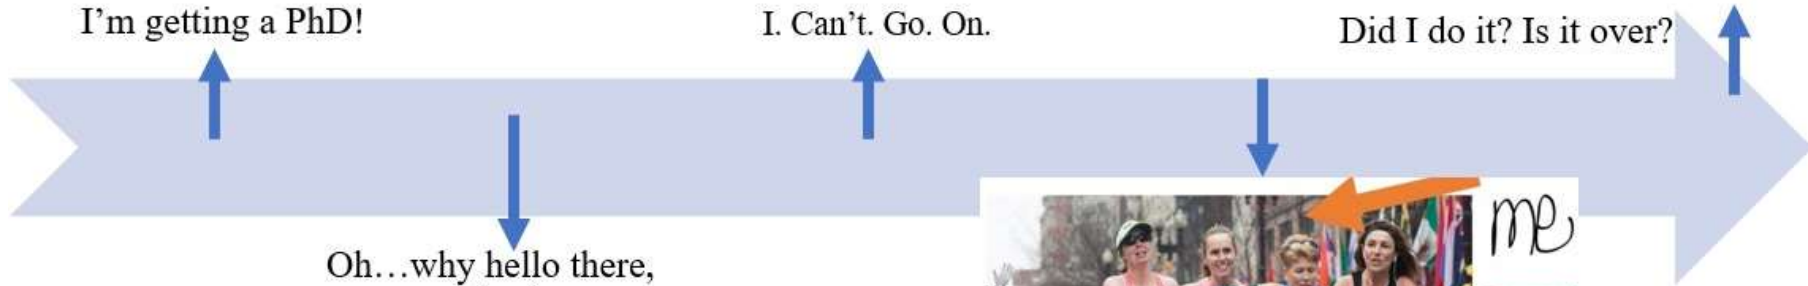 I’m getting a PhD!
I. Can’t. Go. On.
Did I do it? Is it over?
Oh…why hello there,
me